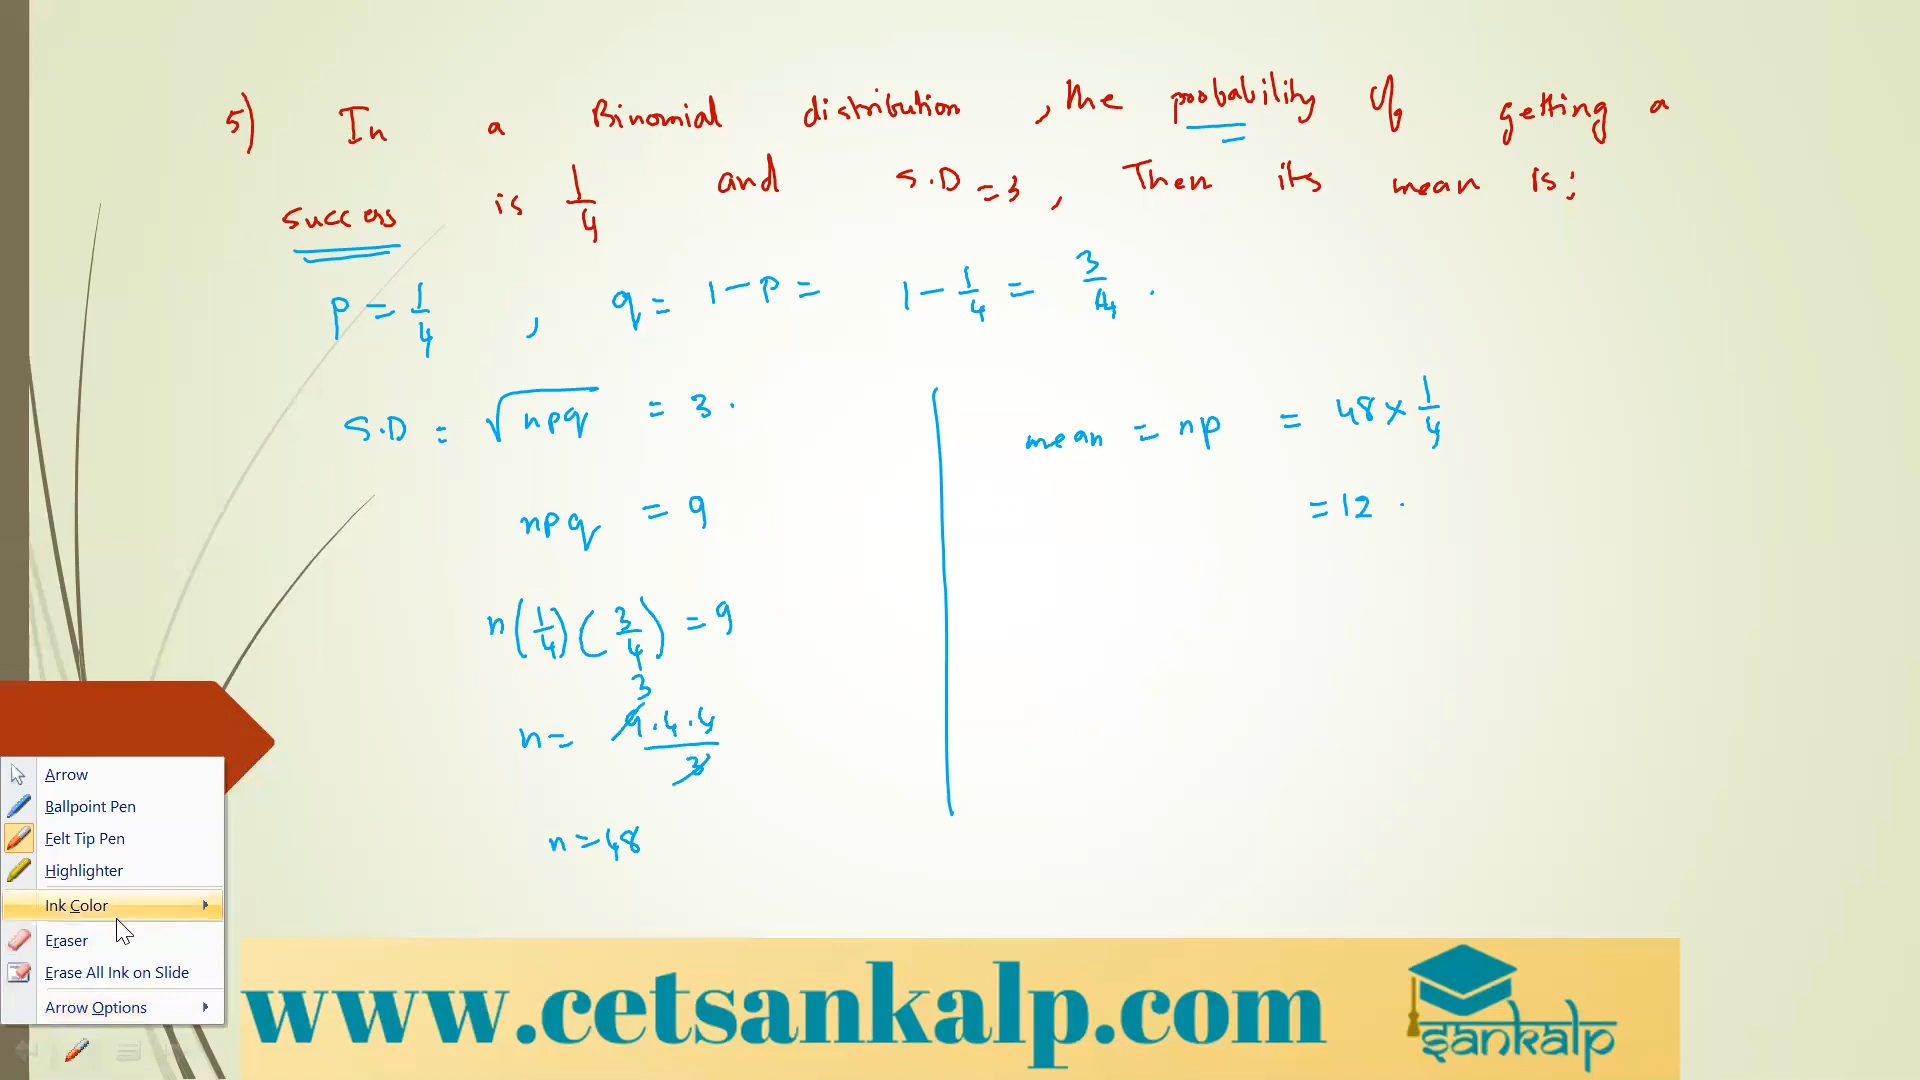 5) In a Binomial distribution, the probability of getting a
success is 1/4 and S.D = 3, Then its mean is:
p = 1/4 , q = 1 - p = 1 - 1/4 = 3/4 .
S.D = √npq = 3 .
npq = 9
n(1/4)(3/4) = 9
3
n = 9.4.4/3
n = 48
mean = np = 48 × 1/4
= 12 .
Arrow
Ballpoint Pen
Felt Tip Pen
Highlighter
Ink Color
Eraser
Erase All Ink on Slide
Arrow Options
www.cetsankalp.com
sankalp